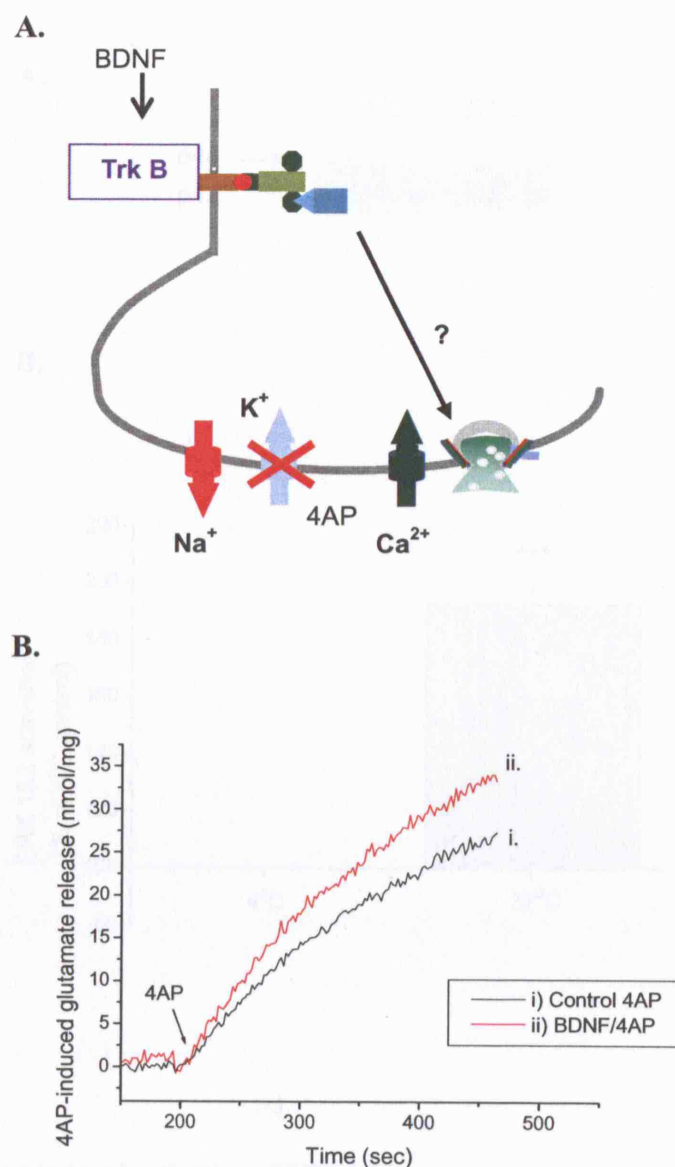 A.
BDNF
Trk B
?
K+
4AP
Na+
Ca2+
B.
4AP-induced glutamate release (nmol/mg)
35
30
25
20
15
10
5
0
4AP
ii.
i.
i) Control 4AP
ii) BDNF/4AP
200
300
400
500
Time (sec)